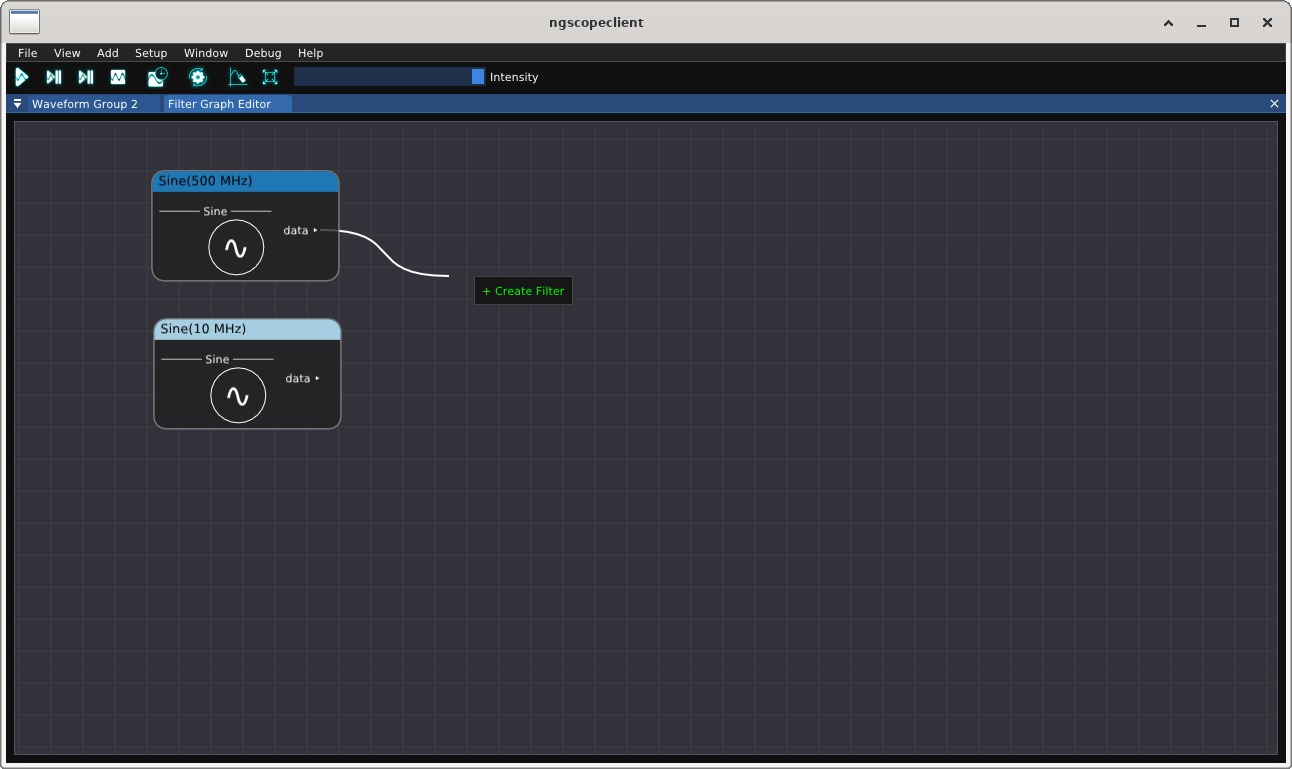 ngscopeclient
File View Add Setup Window Debug Help
Intensity
Waveform Group 2 Filter Graph Editor
Sine(500 MHz)
Sine
data
+ Create Filter
Sine(10 MHz)
Sine
data